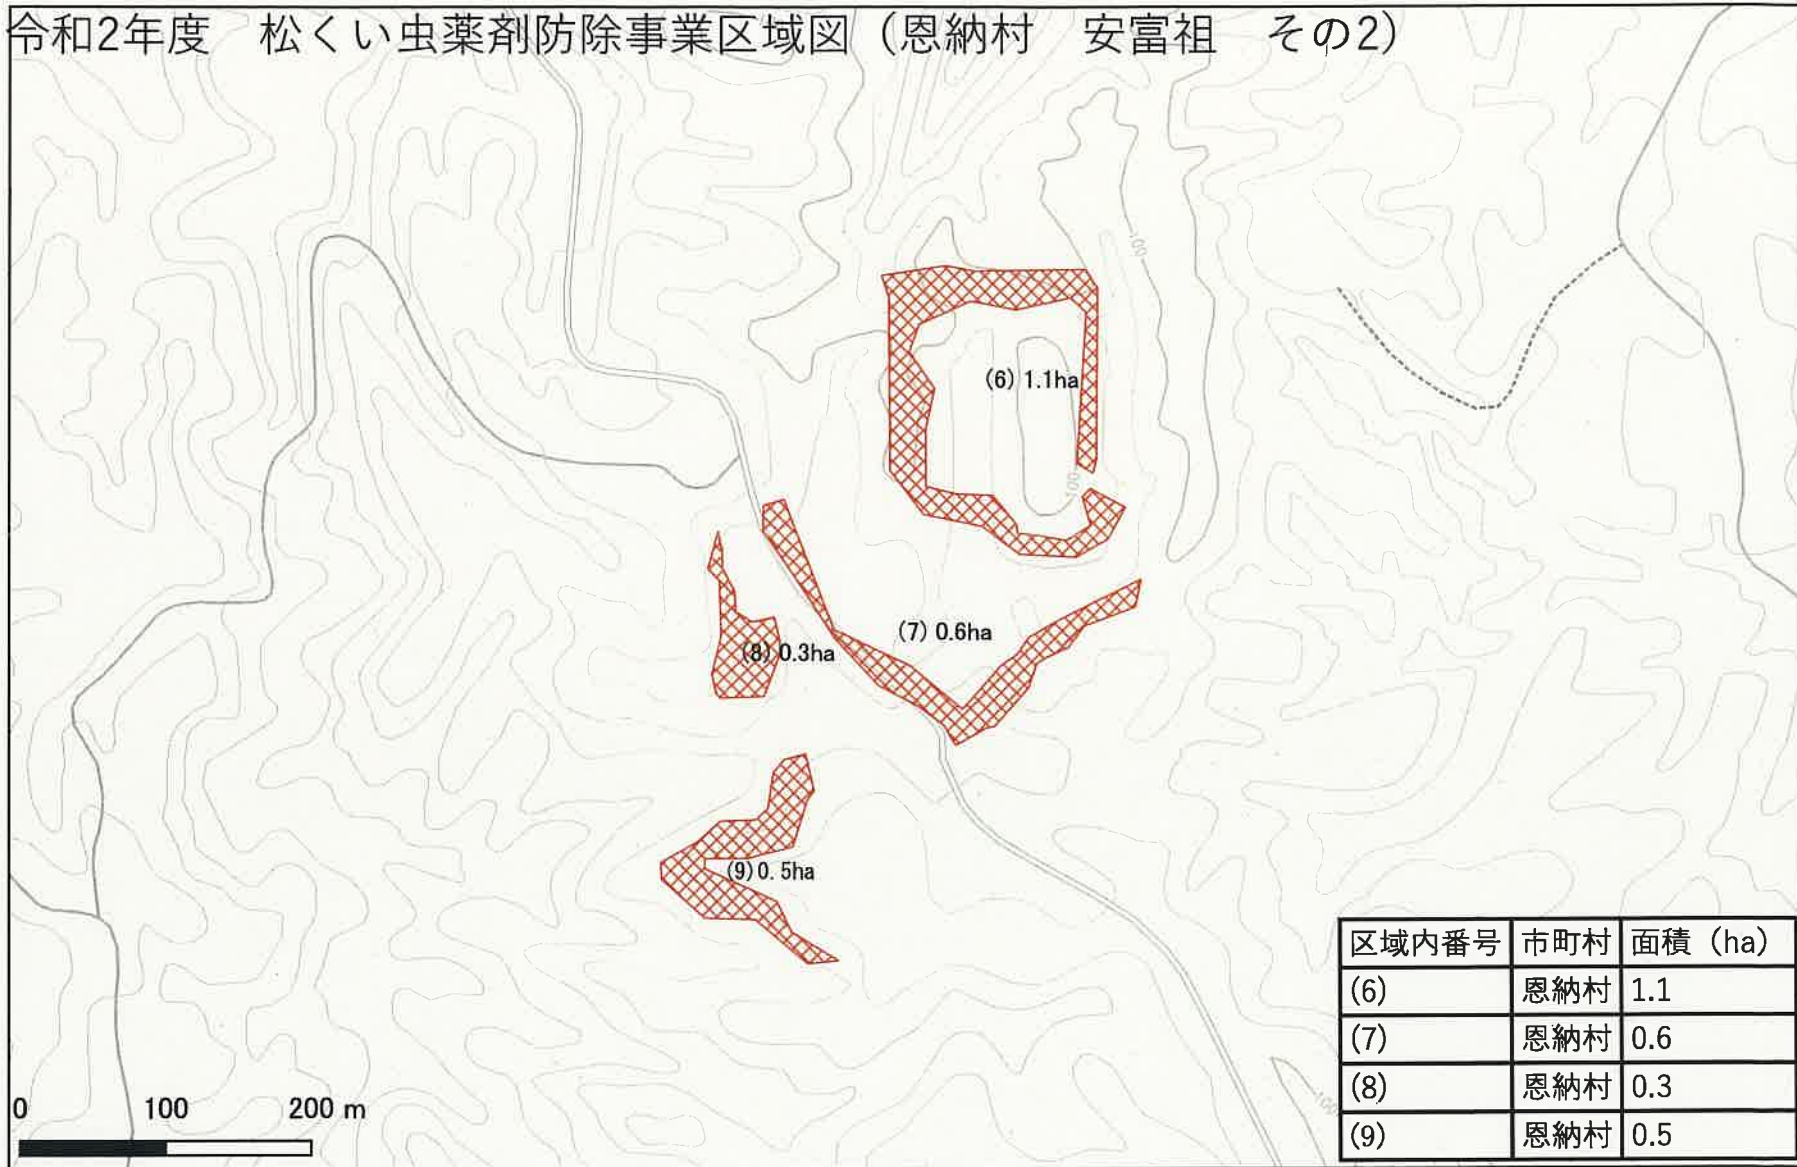 令和2年度　松くい虫薬剤防除事業区域図（恩納村　安富祖　その2）
100
(6) 1.1ha
100
(7) 0.6ha
(8) 0.3ha
(9) 0.5ha
区域内番号 市町村 面積（ha）
(6) 恩納村 1.1
(7) 恩納村 0.6
(8) 恩納村 0.3
(9) 恩納村 0.5
100
0 100 200 m